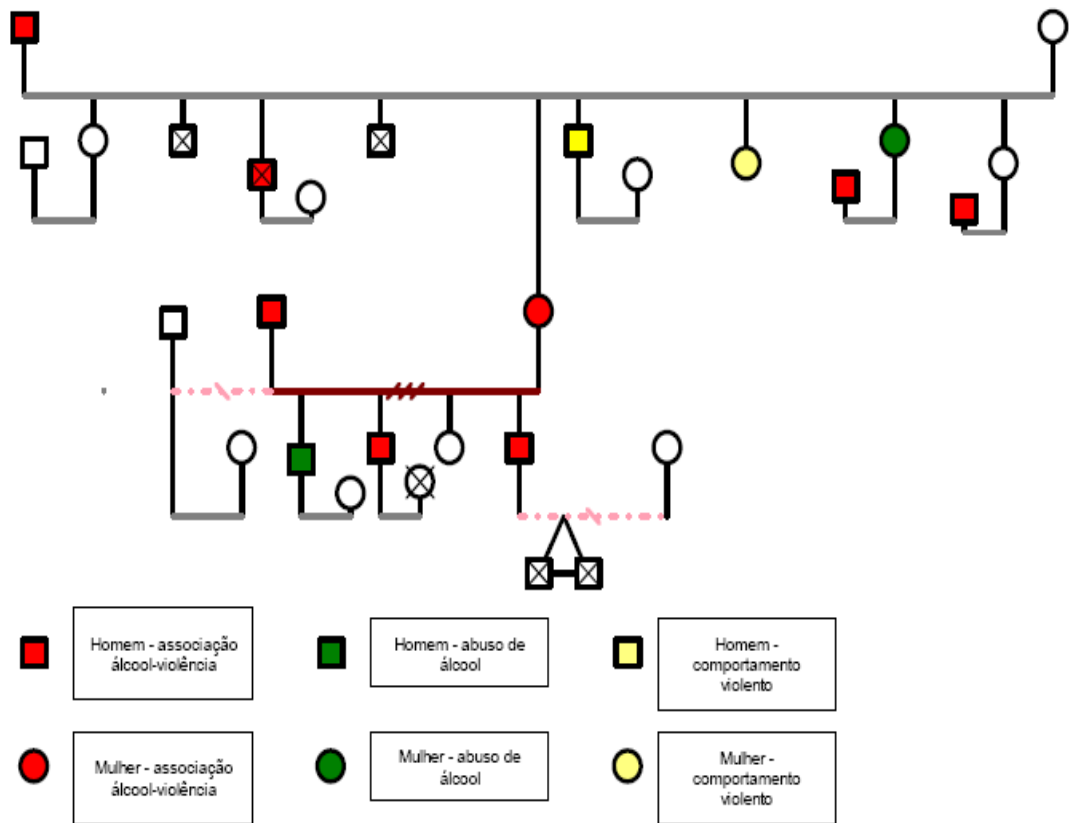 Homem - associação
álcool-violência
Homem - abuso de
álcool
Homem -
comportamento
violento
Mulher - associação
álcool-violência
Mulher - abuso de
álcool
Mulher -
comportamento
violento